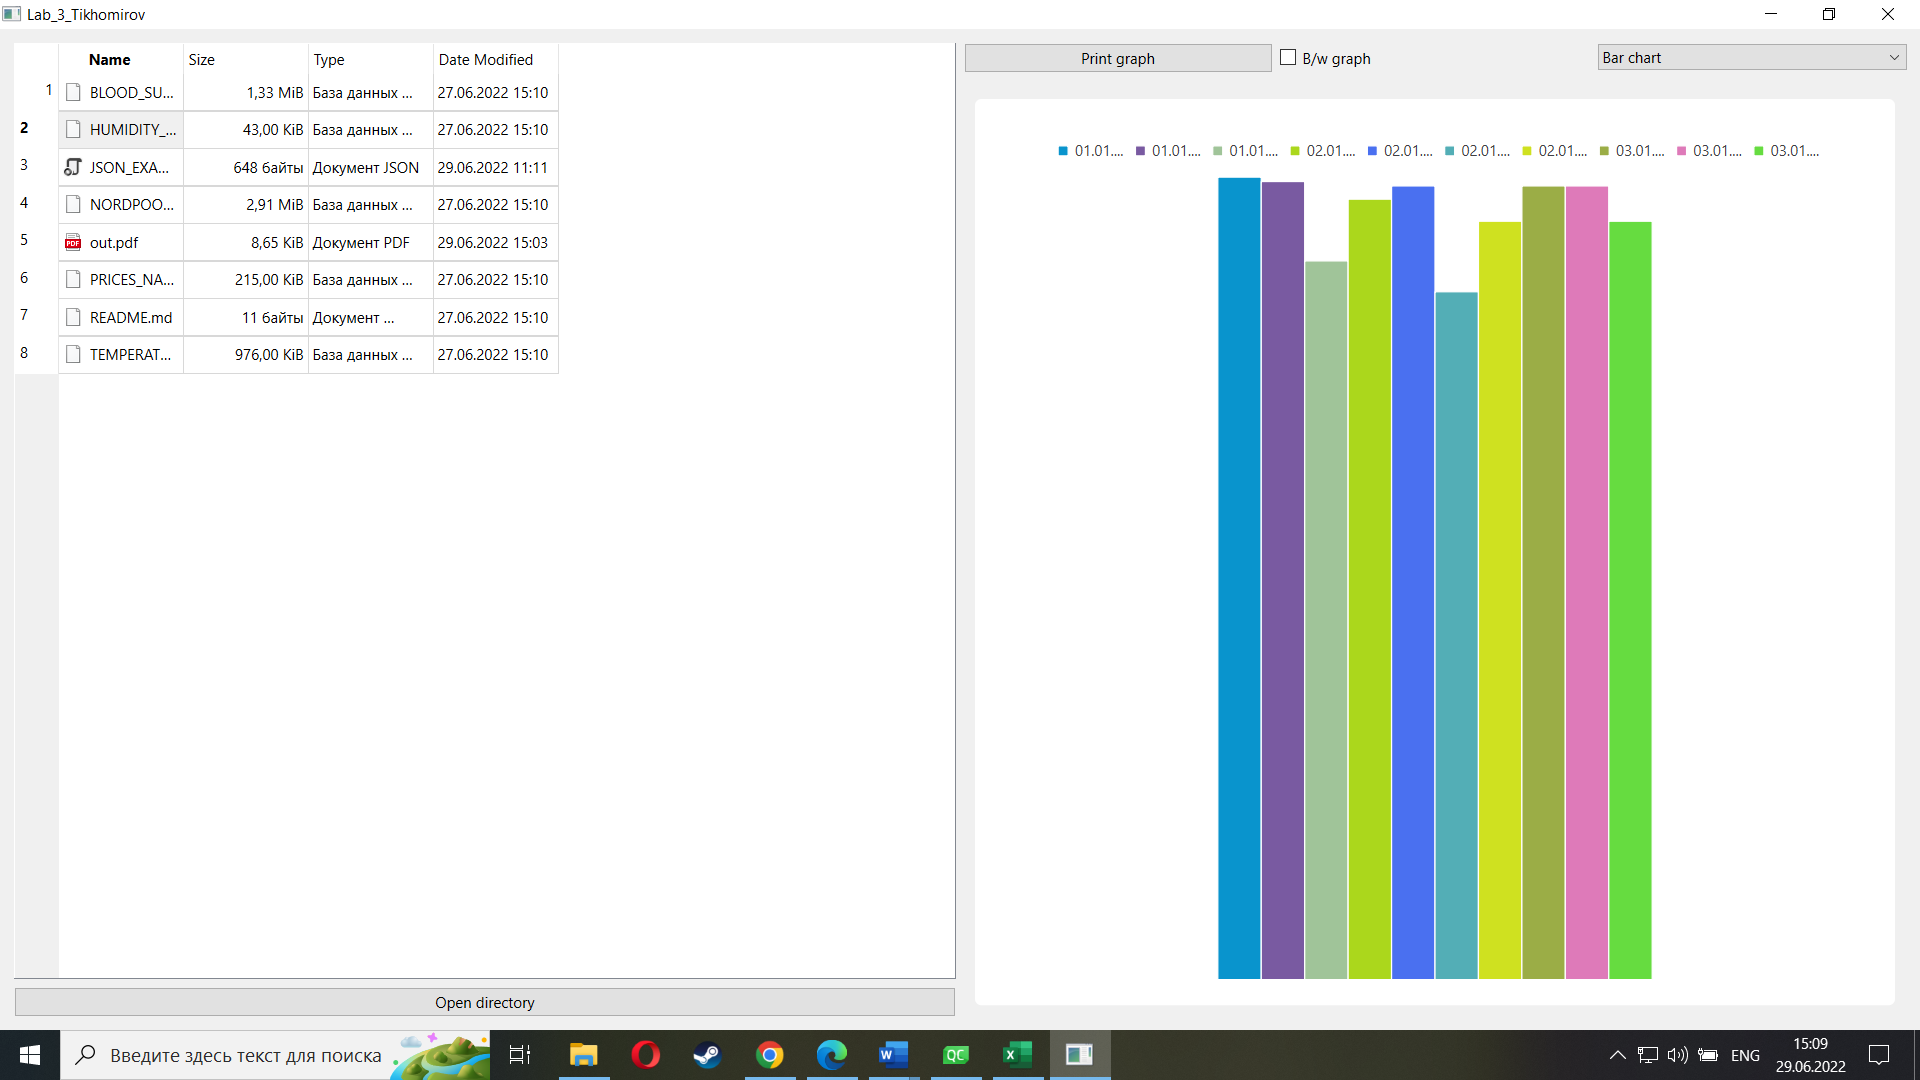 Lab_3_Tikhomirov
Name Size Type Date Modified
1 BLOOD_SU... 1,33 MiB База данных ... 27.06.2022 15:10
2 HUMIDITY_... 43,00 KiB База данных ... 27.06.2022 15:10
3 JSON_EXA... 648 байты Документ JSON 29.06.2022 11:11
4 NORDPOO... 2,91 MiB База данных ... 27.06.2022 15:10
5 out.pdf 8,65 KiB Документ PDF 29.06.2022 15:03
6 PRICES_NA... 215,00 KiB База данных ... 27.06.2022 15:10
7 README.md 11 байты Документ ... 27.06.2022 15:10
8 TEMPERAT... 976,00 KiB База данных ... 27.06.2022 15:10
Open directory
Print graph B/w graph Bar chart
01.01.... 01.01.... 01.01.... 02.01.... 02.01.... 02.01.... 02.01.... 03.01.... 03.01.... 03.01....
Введите здесь текст для поиска
ENG
15:09
29.06.2022